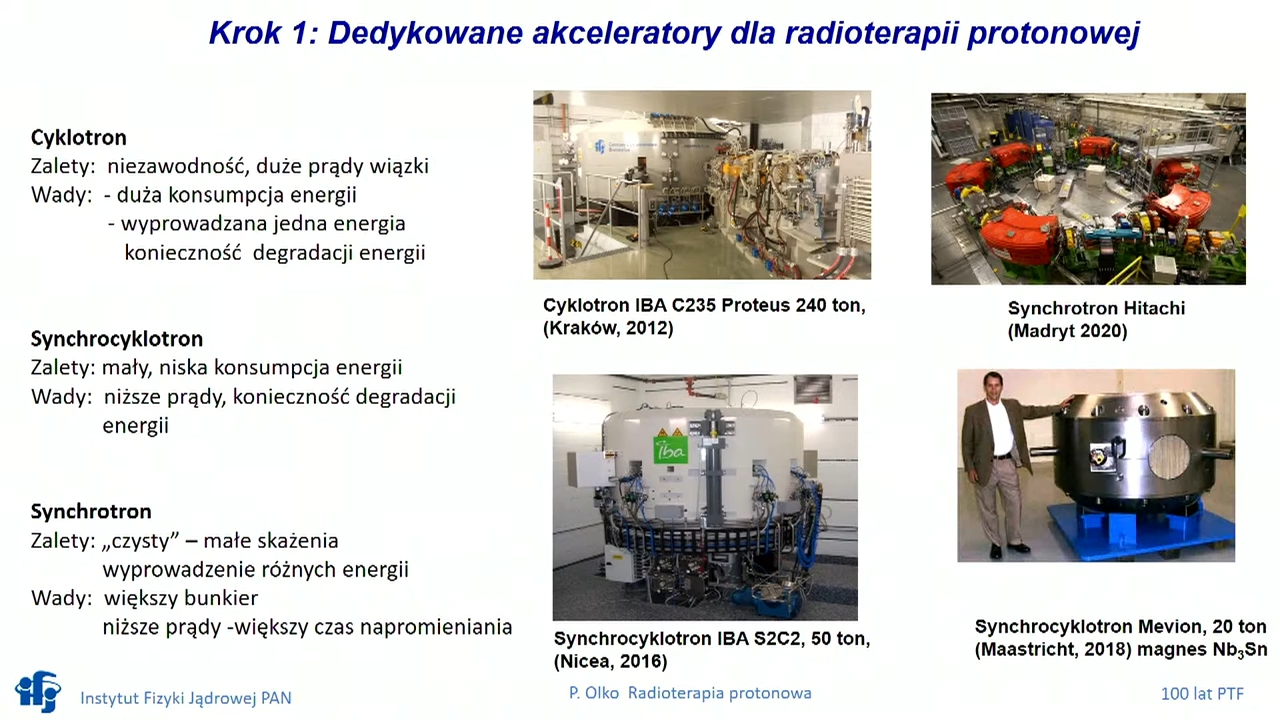 Krok 1: Dedykowane akceleratory dla radioterapii protonowej
Cyklotron
Zalety: niezawodność, duże prądy wiązki
Wady: - duża konsumpcja energii
- wyprowadzana jedna energia
konieczność degradacji energii
Synchrocyklotron
Zalety: mały, niska konsumpcja energii
Wady: niższe prądy, konieczność degradacji
energii
Synchrotron
Zalety: „czysty” – małe skażenia
wyprowadzenie różnych energii
Wady: większy bunkier
niższe prądy -większy czas napromieniania
Cyklotron IBA C235 Proteus 240 ton,
(Kraków, 2012)
Synchrotron Hitachi
(Madryt 2020)
iba
Synchrocyklotron IBA S2C2, 50 ton,
(Nicea, 2016)
Synchrocyklotron Mevion, 20 ton
(Maastricht, 2018) magnes Nb₃Sn
ifj
Instytut Fizyki Jądrowej PAN
P. Olko Radioterapia protonowa
100 lat PTF